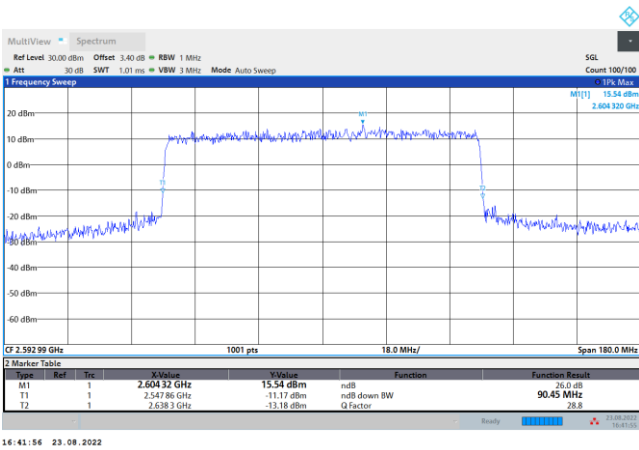 MultiView Spectrum
Ref Level 30.00 dBm Offset 3.40 dB RBW 1 MHz SGL
Att 30 dB SWT 1.01 ms VBW 3 MHz Mode Auto Sweep Count 100/100
1 Frequency Sweep 1Pk Max
M1[1] 15.54 dBm
2.604 320 GHz
20 dBm
M1
10 dBm
0 dBm
-10 dBm
-20 dBm
-30 dBm
-40 dBm
-50 dBm
-60 dBm
CF 2.592 99 GHz 1001 pts 18.0 MHz/ Span 180.0 MHz
2 Marker Table
Type Ref Trc X-Value Y-Value Function Function Result
M1 1 2.604 32 GHz 15.54 dBm ndB 26.0 dB
T1 1 2.547 86 GHz -11.17 dBm ndB down BW 90.45 MHz
T2 1 2.638 3 GHz -13.18 dBm Q Factor 28.8
Ready 23.08.2022
16:41:55
16:41:56 23.08.2022